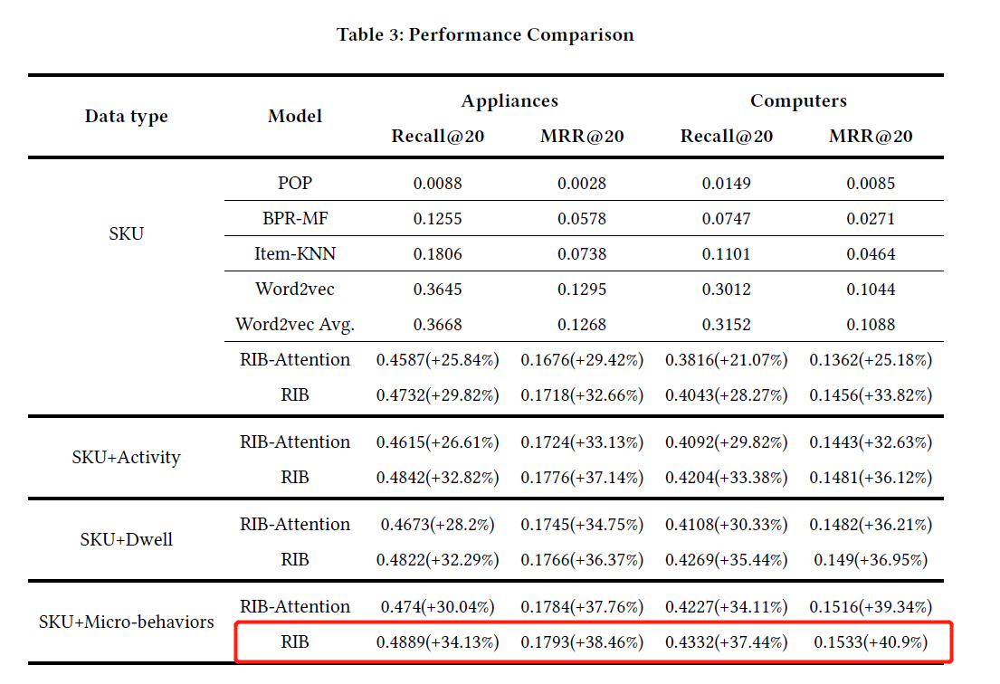 Table 3: Performance Comparison
Data type Model Appliances Computers
Recall@20 MRR@20 Recall@20 MRR@20
POP 0.0088 0.0028 0.0149 0.0085
SKU BPR-MF 0.1255 0.0578 0.0747 0.0271
Item-KNN 0.1806 0.0738 0.1101 0.0464
Word2vec 0.3645 0.1295 0.3012 0.1044
Word2vec Avg. 0.3668 0.1268 0.3152 0.1088
RIB-Attention 0.4587(+25.84%) 0.1676(+29.42%) 0.3816(+21.07%) 0.1362(+25.18%)
RIB 0.4732(+29.82%) 0.1718(+32.66%) 0.4043(+28.27%) 0.1456(+33.82%)
SKU+Activity RIB-Attention 0.4615(+26.61%) 0.1724(+33.13%) 0.4092(+29.82%) 0.1443(+32.63%)
RIB 0.4842(+32.82%) 0.1776(+37.14%) 0.4204(+33.38%) 0.1481(+36.12%)
SKU+Dwell RIB-Attention 0.4673(+28.2%) 0.1745(+34.75%) 0.4108(+30.33%) 0.1482(+36.21%)
RIB 0.4822(+32.29%) 0.1766(+36.37%) 0.4269(+35.44%) 0.149(+36.95%)
SKU+Micro-behaviors RIB-Attention 0.474(+30.04%) 0.1784(+37.76%) 0.4227(+34.11%) 0.1516(+39.34%)
RIB 0.4889(+34.13%) 0.1793(+38.46%) 0.4332(+37.44%) 0.1533(+40.9%)